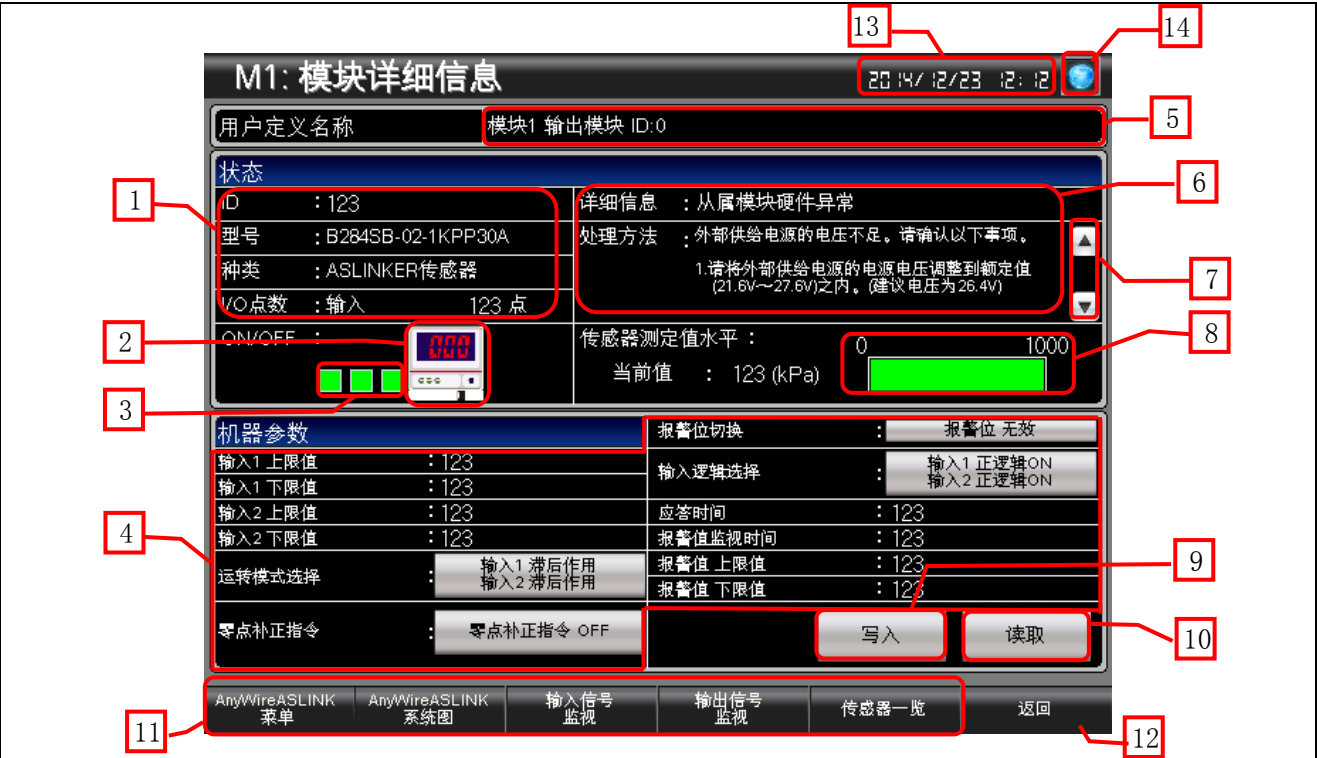 13
14
M1: 模块详细信息
2014/12/23 12:12
用户定义名称 模块1 输出模块 ID:0
5
状态
6
1
ID :123
详细信息 :从属模块硬件异常
型号 :B284SB-02-1KPP30A
处理方法 :外部供给电源的电压不足。请确认以下事项。
种类 :ASLINKER传感器
1.请将外部供给电源的电源电压调整到额定值
(21.6V～27.6V)之内。(建议电压为26.4V)
7
I/O点数 :输入 123 点
ON/OFF :
2
000
传感器测定值水平：
0 1000
8
当前值 : 123 (kPa)
3
机器参数
报警位切换 : 报警位 无效
输入1 上限值 :123
输入逻辑选择 : 输入1 正逻辑ON
输入2 正逻辑ON
输入1 下限值 :123
输入2 上限值 :123
应答时间 :123
4
输入2 下限值 :123
报警值监视时间 :123
运转模式选择 : 输入1 滞后作用
输入2 滞后作用
报警值 上限值 :123
9
报警值 下限值 :123
零点补正指令 : 零点补正指令 OFF
写入
读取
10
AnyWireASLINK
菜单
AnyWireASLINK
系统图
输入信号
监视
输出信号
监视
传感器一览
返回
11
12